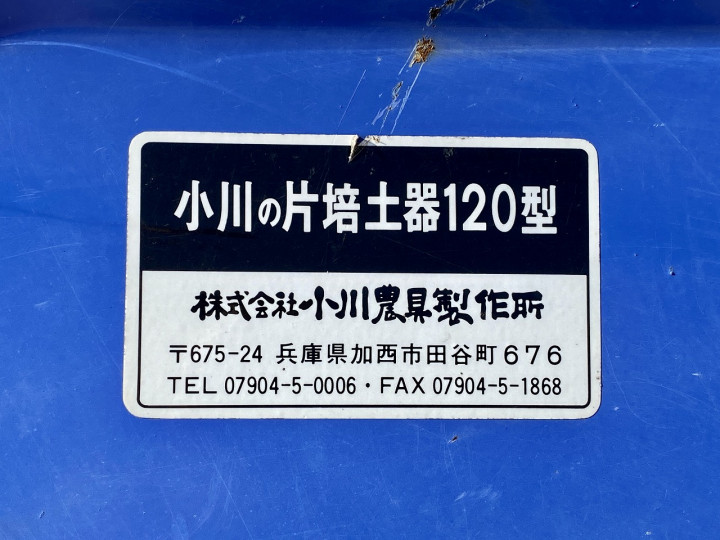 小川の片培土器120型
株式会社小川農具製作所
〒675-24 兵庫県加西市田谷町676
TEL 07904-5-0006・FAX 07904-5-1868